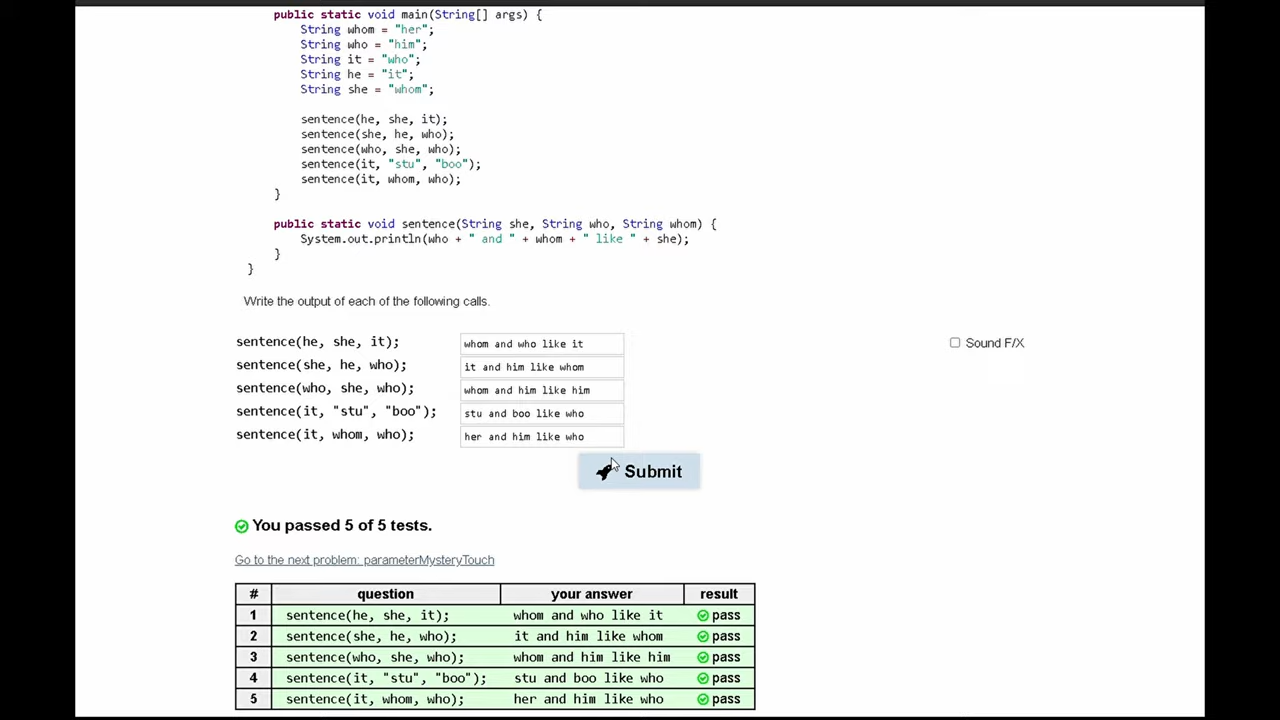 public static void main(String[] args) {
String whom = "her";
String who = "him";
String it = "who";
String he = "it";
String she = "whom";
sentence(he, she, it);
sentence(she, he, who);
sentence(who, she, who);
sentence(it, "stu", "boo");
sentence(it, whom, who);
}
public static void sentence(String she, String who, String whom) {
System.out.println(who + " and " + whom + " like " + she);
}
}
Write the output of each of the following calls.
sentence(he, she, it); whom and who like it
Sound F/X
sentence(she, he, who); it and him like whom
sentence(who, she, who); whom and him like him
sentence(it, "stu", "boo"); stu and boo like who
sentence(it, whom, who); her and him like who
Submit
You passed 5 of 5 tests.
Go to the next problem: parameterMysteryTouch
# question your answer result
1 sentence(he, she, it); whom and who like it pass
2 sentence(she, he, who); it and him like whom pass
3 sentence(who, she, who); whom and him like him pass
4 sentence(it, "stu", "boo"); stu and boo like who pass
5 sentence(it, whom, who); her and him like who pass